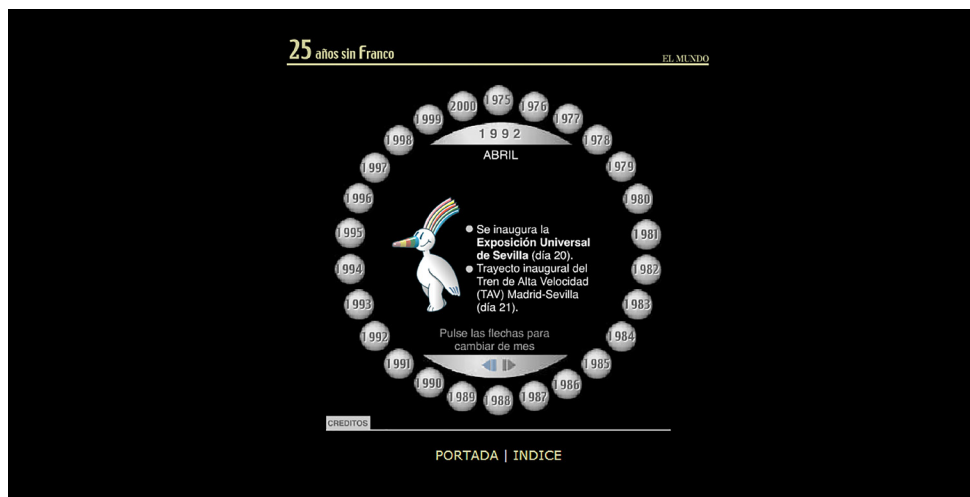 25 años sin Franco
EL MUNDO
1975
1976
1977
1978
1979
1980
1981
1982
1983
1984
1985
1986
1987
1988
1989
1990
1991
1992
1993
1994
1995
1996
1997
1998
1999
2000
1992
ABRIL
Se inaugura la
Exposición Universal
de Sevilla (día 20).
Trayecto inaugural del
Tren de Alta Velocidad
(TAV) Madrid-Sevilla
(día 21).
Pulse las flechas para
cambiar de mes
CREDITOS
PORTADA | INDICE